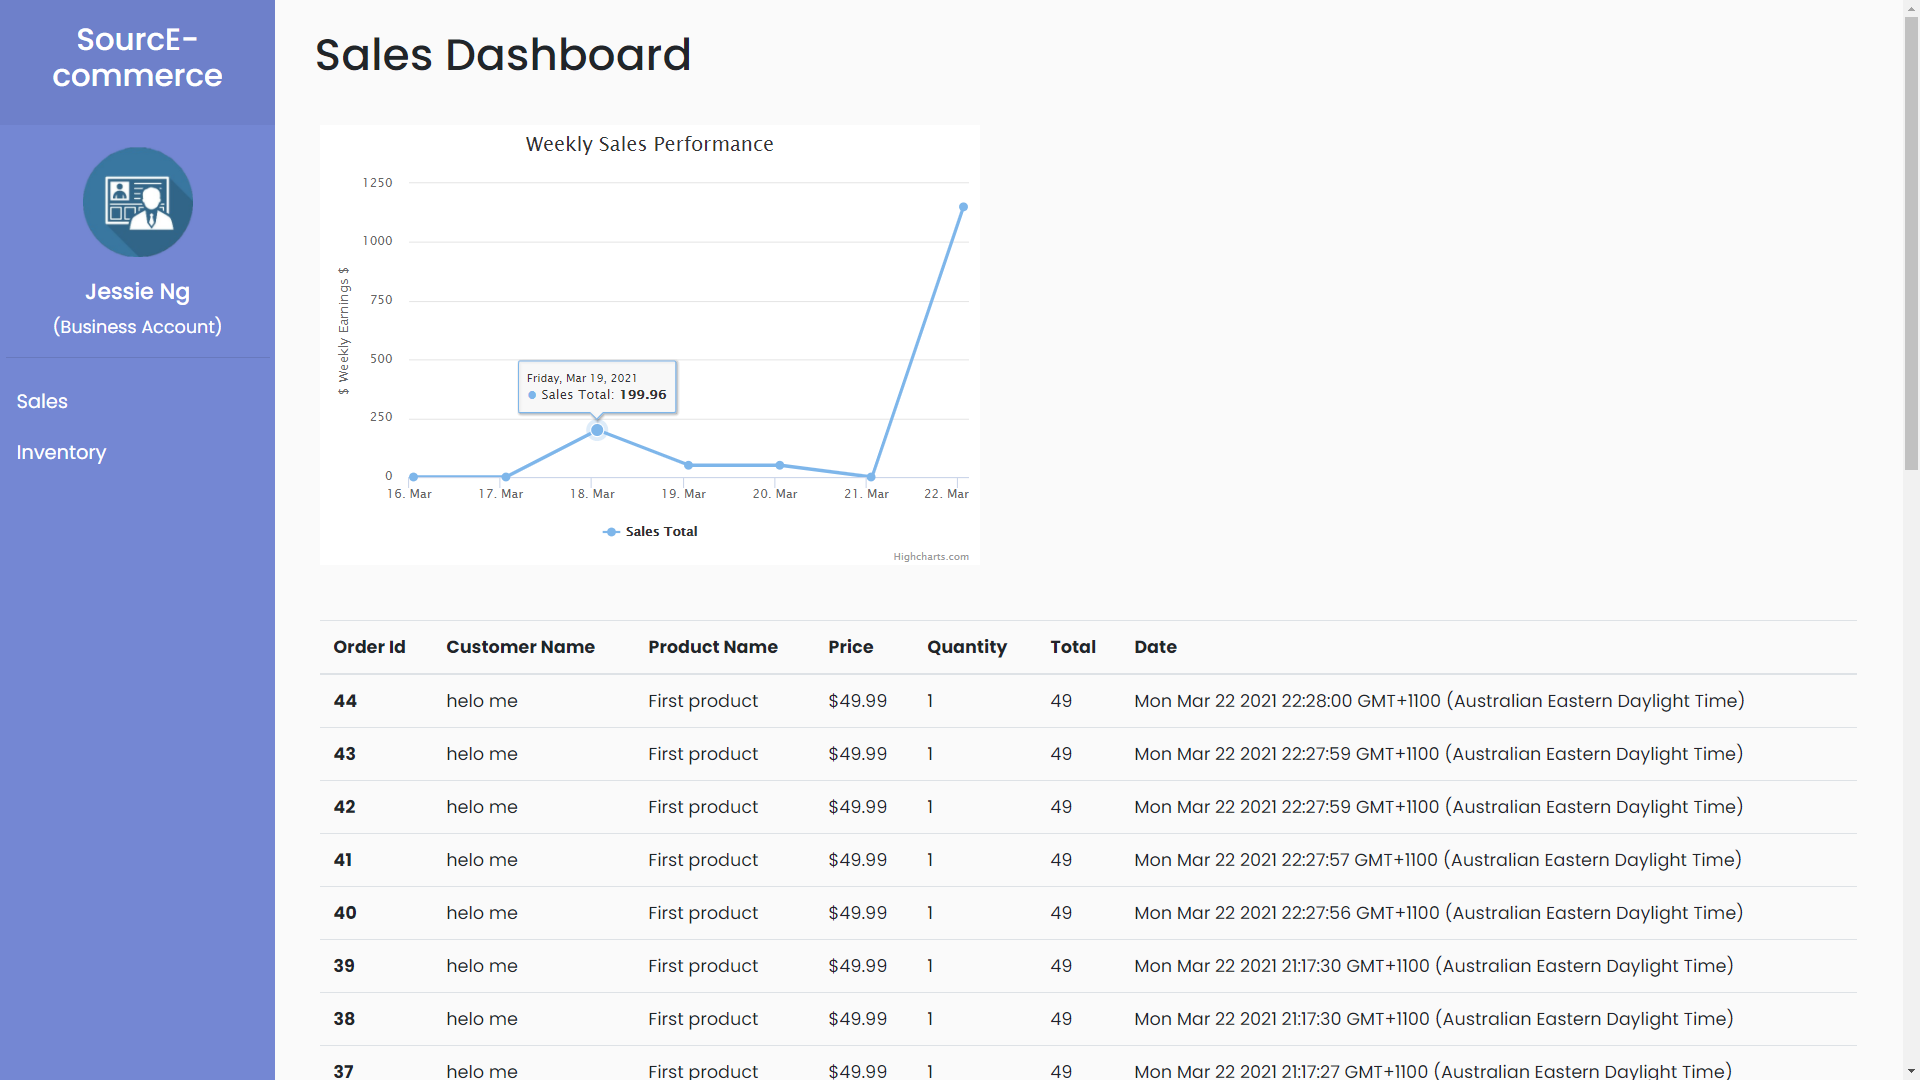 SourcE-
commerce
Jessie Ng
(Business Account)
Sales
Inventory
Sales Dashboard
Weekly Sales Performance
$ Weekly Earnings $
1250
1000
750
500
250
0
Friday, Mar 19, 2021
Sales Total: 199.96
16. Mar 17. Mar 18. Mar 19. Mar 20. Mar 21. Mar 22. Mar
Sales Total
Highcharts.com
Order Id Customer Name Product Name Price Quantity Total Date
44 helo me First product $49.99 1 49 Mon Mar 22 2021 22:28:00 GMT+1100 (Australian Eastern Daylight Time)
43 helo me First product $49.99 1 49 Mon Mar 22 2021 22:27:59 GMT+1100 (Australian Eastern Daylight Time)
42 helo me First product $49.99 1 49 Mon Mar 22 2021 22:27:59 GMT+1100 (Australian Eastern Daylight Time)
41 helo me First product $49.99 1 49 Mon Mar 22 2021 22:27:57 GMT+1100 (Australian Eastern Daylight Time)
40 helo me First product $49.99 1 49 Mon Mar 22 2021 22:27:56 GMT+1100 (Australian Eastern Daylight Time)
39 helo me First product $49.99 1 49 Mon Mar 22 2021 21:17:30 GMT+1100 (Australian Eastern Daylight Time)
38 helo me First product $49.99 1 49 Mon Mar 22 2021 21:17:30 GMT+1100 (Australian Eastern Daylight Time)
37 helo me First product $49.99 1 49 Mon Mar 22 2021 21:17:27 GMT+1100 (Australian Eastern Daylight Time)